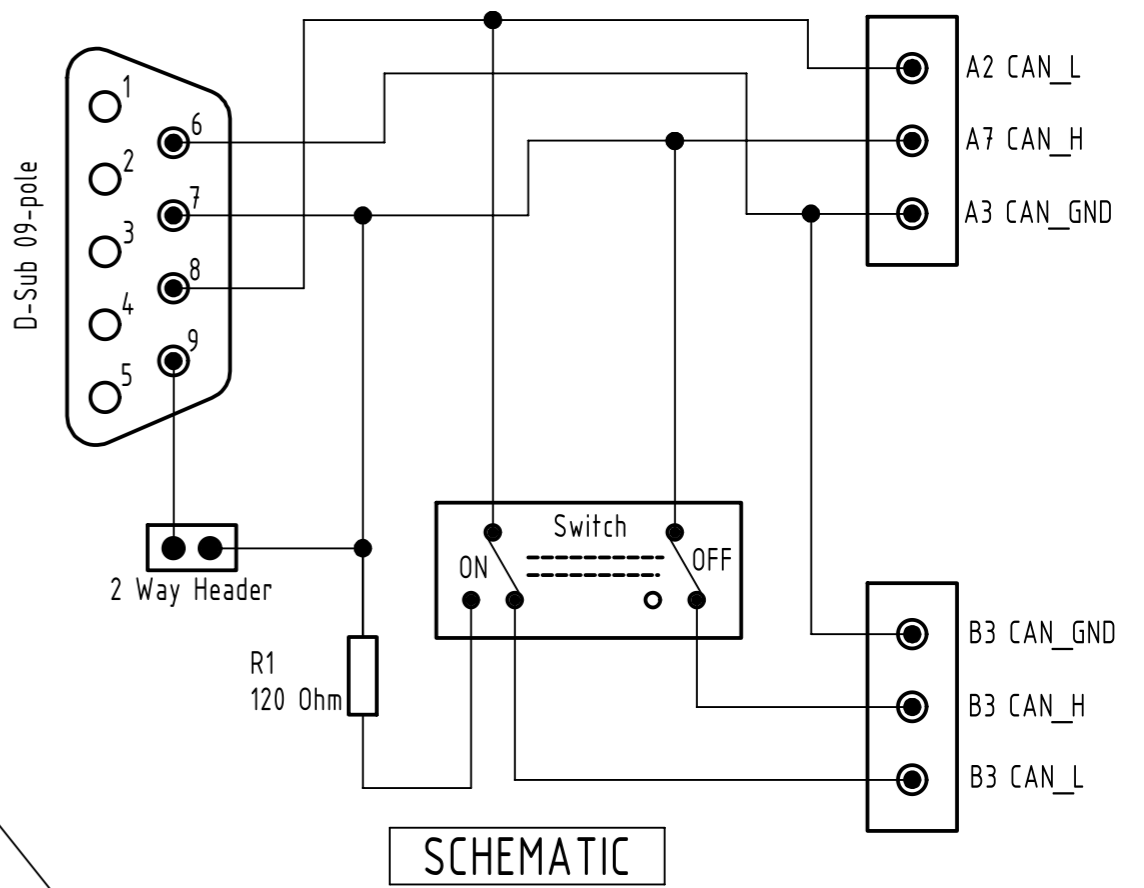 D-Sub 09-pole
1
2
3
4
5
6
7
8
9
2 Way Header
R1
120 Ohm
Switch
ON
OFF
A2 CAN_L
A7 CAN_H
A3 CAN_GND
B3 CAN_GND
B3 CAN_H
B3 CAN_L
SCHEMATIC